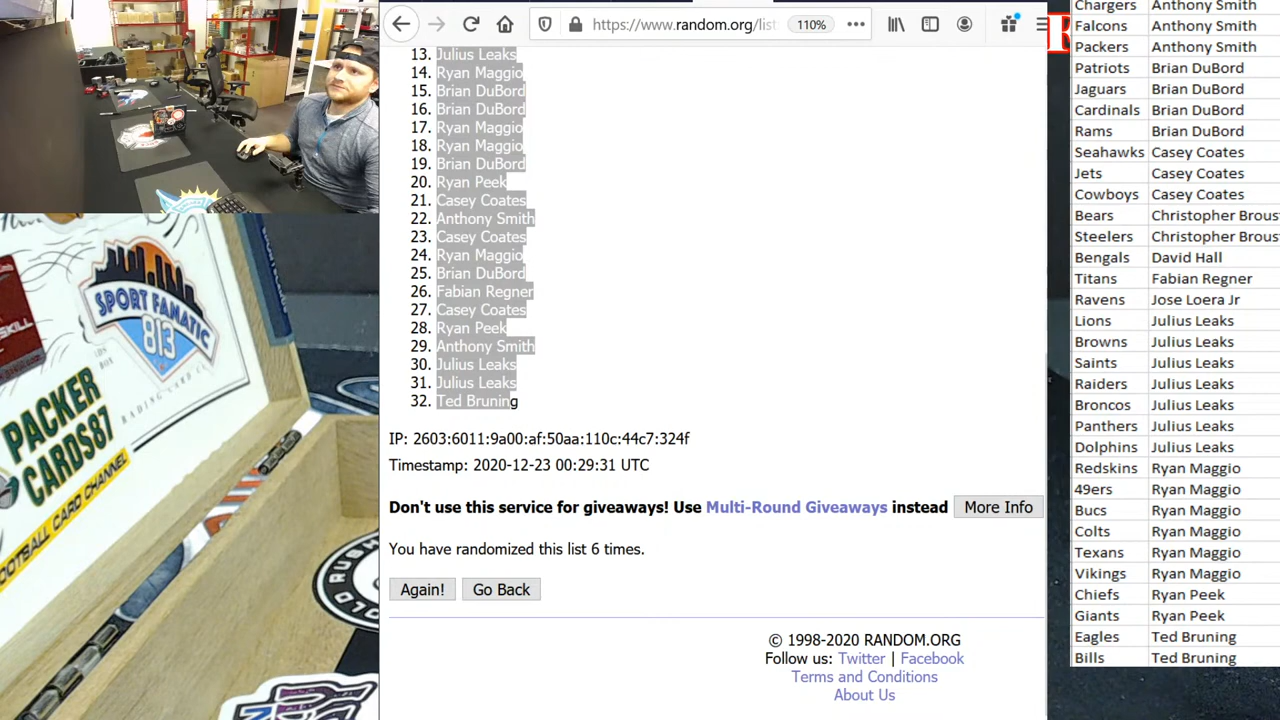 https://www.random.org/list
110%
13. Julius Leaks
14. Ryan Maggio
15. Brian DuBord
16. Brian DuBord
17. Ryan Maggio
18. Ryan Maggio
19. Brian DuBord
20. Ryan Peek
21. Casey Coates
22. Anthony Smith
23. Casey Coates
24. Ryan Maggio
25. Brian DuBord
26. Fabian Regner
27. Casey Coates
28. Ryan Peek
29. Anthony Smith
30. Julius Leaks
31. Julius Leaks
32. Ted Bruning
IP: 2603:6011:9a00:af:50aa:110c:44c7:324f
Timestamp: 2020-12-23 00:29:31 UTC
Don't use this service for giveaways! Use Multi-Round Giveaways instead More Info
You have randomized this list 6 times.
Again! Go Back
© 1998-2020 RANDOM.ORG
Follow us: Twitter | Facebook
Terms and Conditions
About Us
Chargers Anthony Smith
Falcons Anthony Smith
Packers Anthony Smith
Patriots Brian DuBord
Jaguars Brian DuBord
Cardinals Brian DuBord
Rams Brian DuBord
Seahawks Casey Coates
Jets Casey Coates
Cowboys Casey Coates
Bears Christopher Brous
Steelers Christopher Brous
Bengals David Hall
Titans Fabian Regner
Ravens Jose Loera Jr
Lions Julius Leaks
Browns Julius Leaks
Saints Julius Leaks
Raiders Julius Leaks
Broncos Julius Leaks
Panthers Julius Leaks
Dolphins Julius Leaks
Redskins Ryan Maggio
49ers Ryan Maggio
Bucs Ryan Maggio
Colts Ryan Maggio
Texans Ryan Maggio
Vikings Ryan Maggio
Chiefs Ryan Peek
Giants Ryan Peek
Eagles Ted Bruning
Bills Ted Bruning
SPORT FANATIC
813
PACKER
CARDS87
FOOTBALL CARD CHANNEL